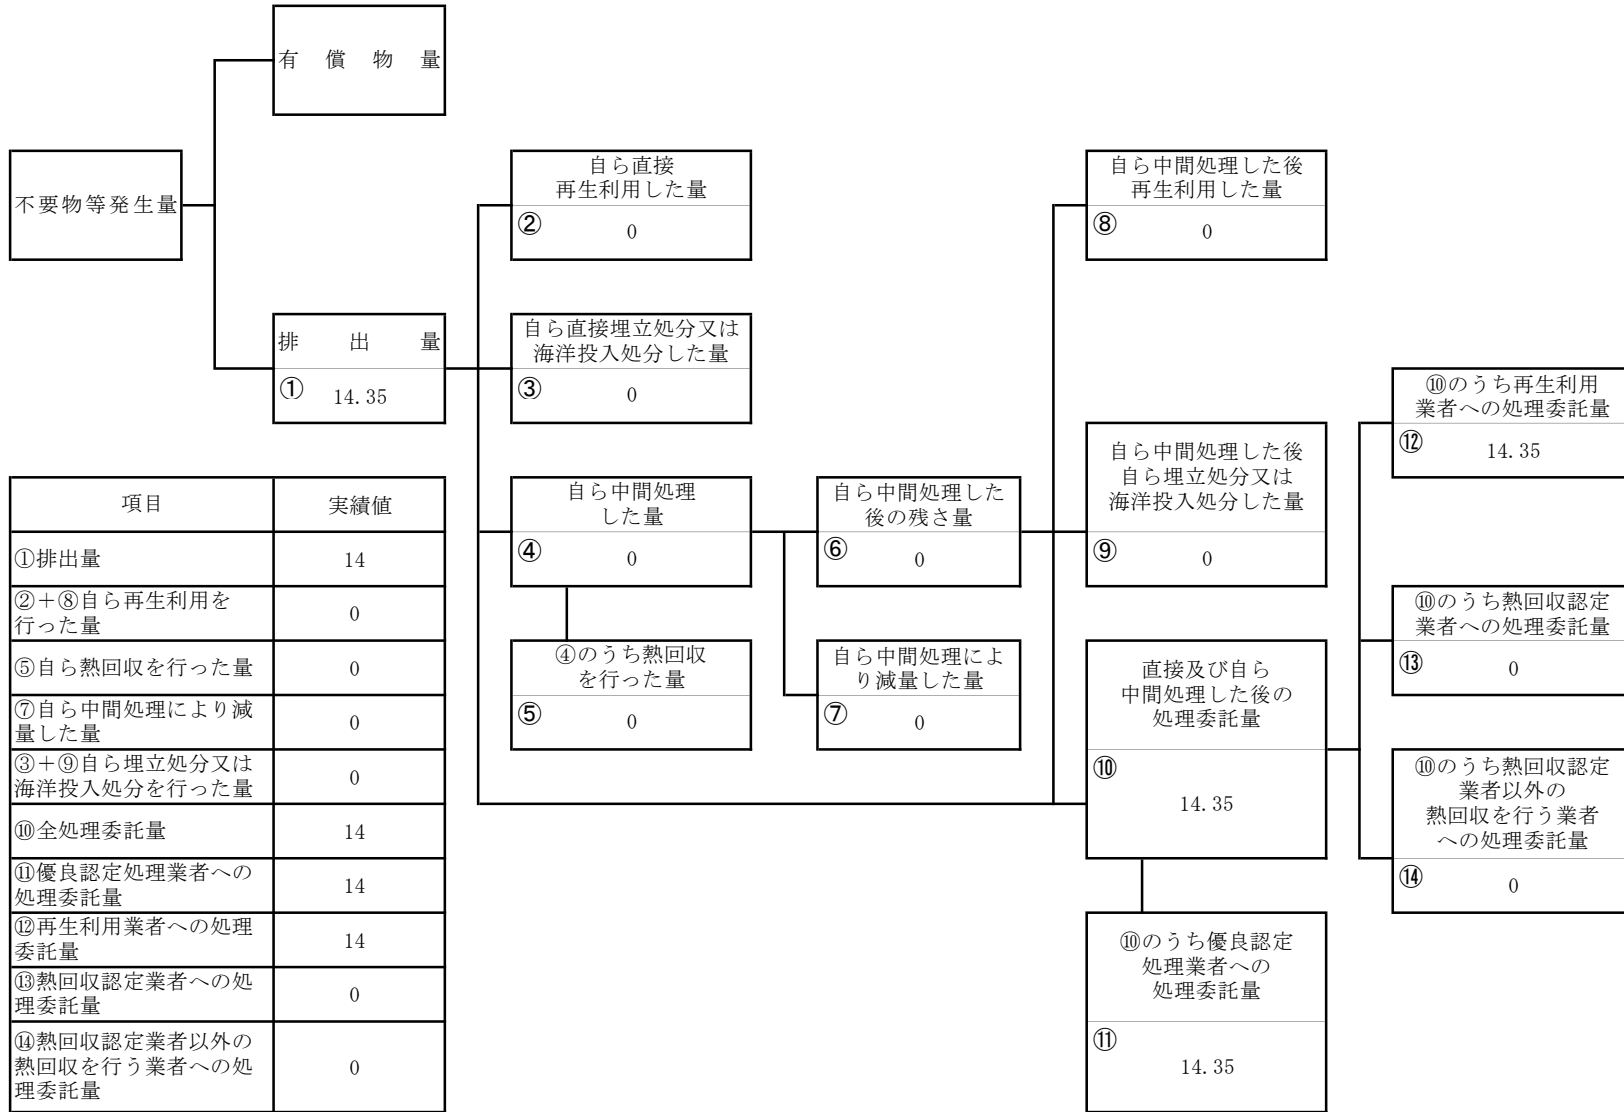 有償物量
不要物等発生量
排出量
① 14.35
自ら直接
再生利用した量
② 0
自ら直接埋立処分又は
海洋投入処分した量
③ 0
自ら中間処理
した量
④ 0
④のうち熱回収
を行った量
⑤ 0
自ら中間処理した
後の残さ量
⑥ 0
自ら中間処理によ
り減量した量
⑦ 0
自ら中間処理した後
再生利用した量
⑧ 0
自ら中間処理した後
自ら埋立処分又は
海洋投入処分した量
⑨ 0
直接及び自ら
中間処理した後の
処理委託量
⑩
14.35
⑩のうち優良認定
処理業者への
処理委託量
⑪
14.35
⑩のうち再生利用
業者への処理委託量
⑫ 14.35
⑩のうち熱回収認定
業者への処理委託量
⑬ 0
⑩のうち熱回収認定
業者以外の
熱回収を行う業者
への処理委託量
⑭ 0
項目 実績値
①排出量 14
②＋⑧自ら再生利用を
行った量 0
⑤自ら熱回収を行った量 0
⑦自ら中間処理により減
量した量 0
③＋⑨自ら埋立処分又は
海洋投入処分を行った量 0
⑩全処理委託量 14
⑪優良認定処理業者への
処理委託量 14
⑫再生利用業者への処理
委託量 14
⑬熱回収認定業者への処
理委託量 0
⑭熱回収認定業者以外の
熱回収を行う業者への処
理委託量 0